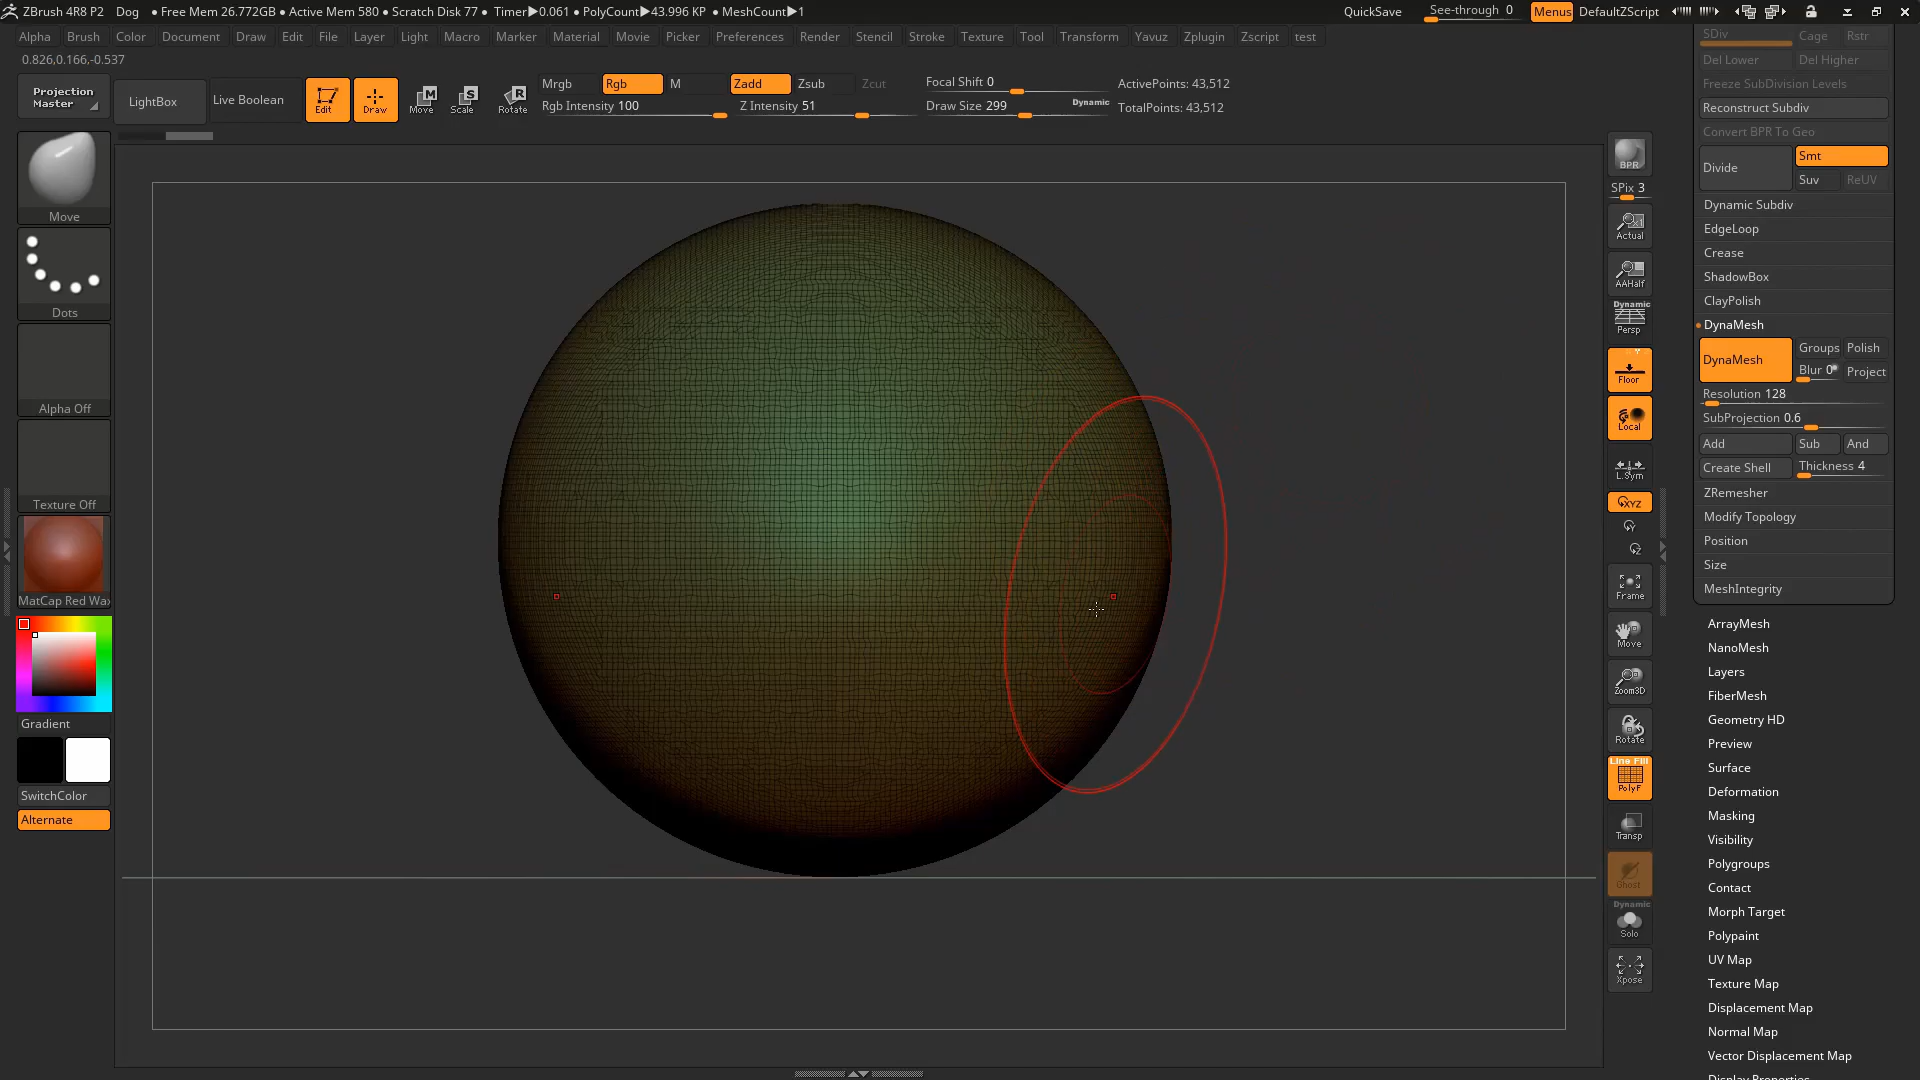 ZBrush 4R8 P2 Dog ● Free Mem 26.772GB ● Active Mem 580 ● Scratch Disk 77 ● Timer▶0.061 ● PolyCount▶43.996 KP ● MeshCount▶1 QuickSave See-through 0 Menus DefaultZScript
Alpha Brush Color Document Draw Edit File Layer Light Macro Marker Material Movie Picker Preferences Render Stencil Stroke Texture Tool Transform Yavuz Zplugin Zscript test
0.826,0.166,-0.537
Projection Master
LightBox
Live Boolean
Edit
Draw
Move
Scale
Rotate
Mrgb Rgb M Zadd Zsub Zcut
Rgb Intensity 100 Z Intensity 51
Focal Shift 0
Draw Size 299 Dynamic
ActivePoints: 43,512
TotalPoints: 43,512
Move
Dots
Alpha Off
Texture Off
MatCap Red Wax
Gradient
SwitchColor
Alternate
BPR
SPix 3
Actual
AAHalf
Dynamic
Persp
Floor
Local
L.Sym
XYZ
Y
Z
Frame
Move
Zoom3D
Rotate
Line Fill
PolyF
Transp
Ghost
Dynamic
Solo
Xpose
SDiv Cage Rstr
Del Lower Del Higher
Freeze SubDivision Levels
Reconstruct Subdiv
Convert BPR To Geo
Divide Smt
Suv ReUV
Dynamic Subdiv
EdgeLoop
Crease
ShadowBox
ClayPolish
DynaMesh
DynaMesh Groups Polish
Blur 0 Project
Resolution 128
SubProjection 0.6
Add Sub And
Create Shell Thickness 4
ZRemesher
Modify Topology
Position
Size
MeshIntegrity
ArrayMesh
NanoMesh
Layers
FiberMesh
Geometry HD
Preview
Surface
Deformation
Masking
Visibility
Polygroups
Contact
Morph Target
Polypaint
UV Map
Texture Map
Displacement Map
Normal Map
Vector Displacement Map
Display Properties